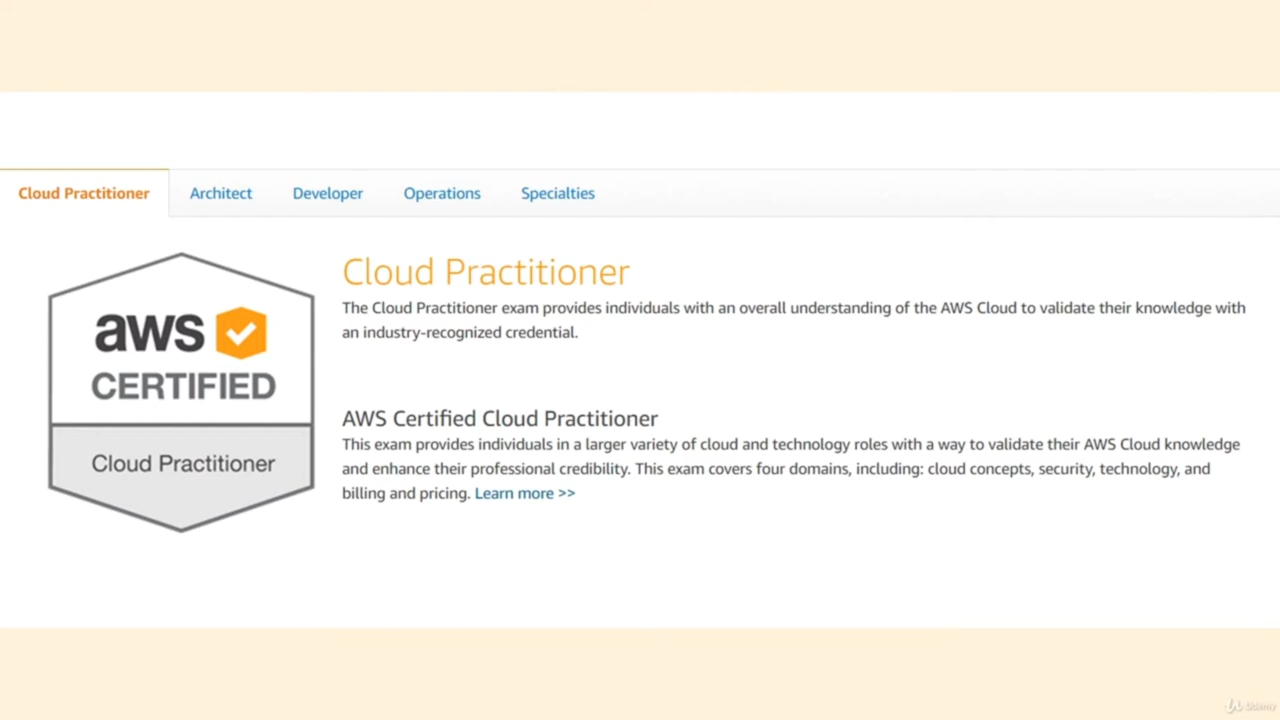 Cloud Practitioner Architect Developer Operations Specialties
aws
CERTIFIED
Cloud Practitioner
Cloud Practitioner
The Cloud Practitioner exam provides individuals with an overall understanding of the AWS Cloud to validate their knowledge with
an industry-recognized credential.
AWS Certified Cloud Practitioner
This exam provides individuals in a larger variety of cloud and technology roles with a way to validate their AWS Cloud knowledge
and enhance their professional credibility. This exam covers four domains, including: cloud concepts, security, technology, and
billing and pricing. Learn more >>
Udemy